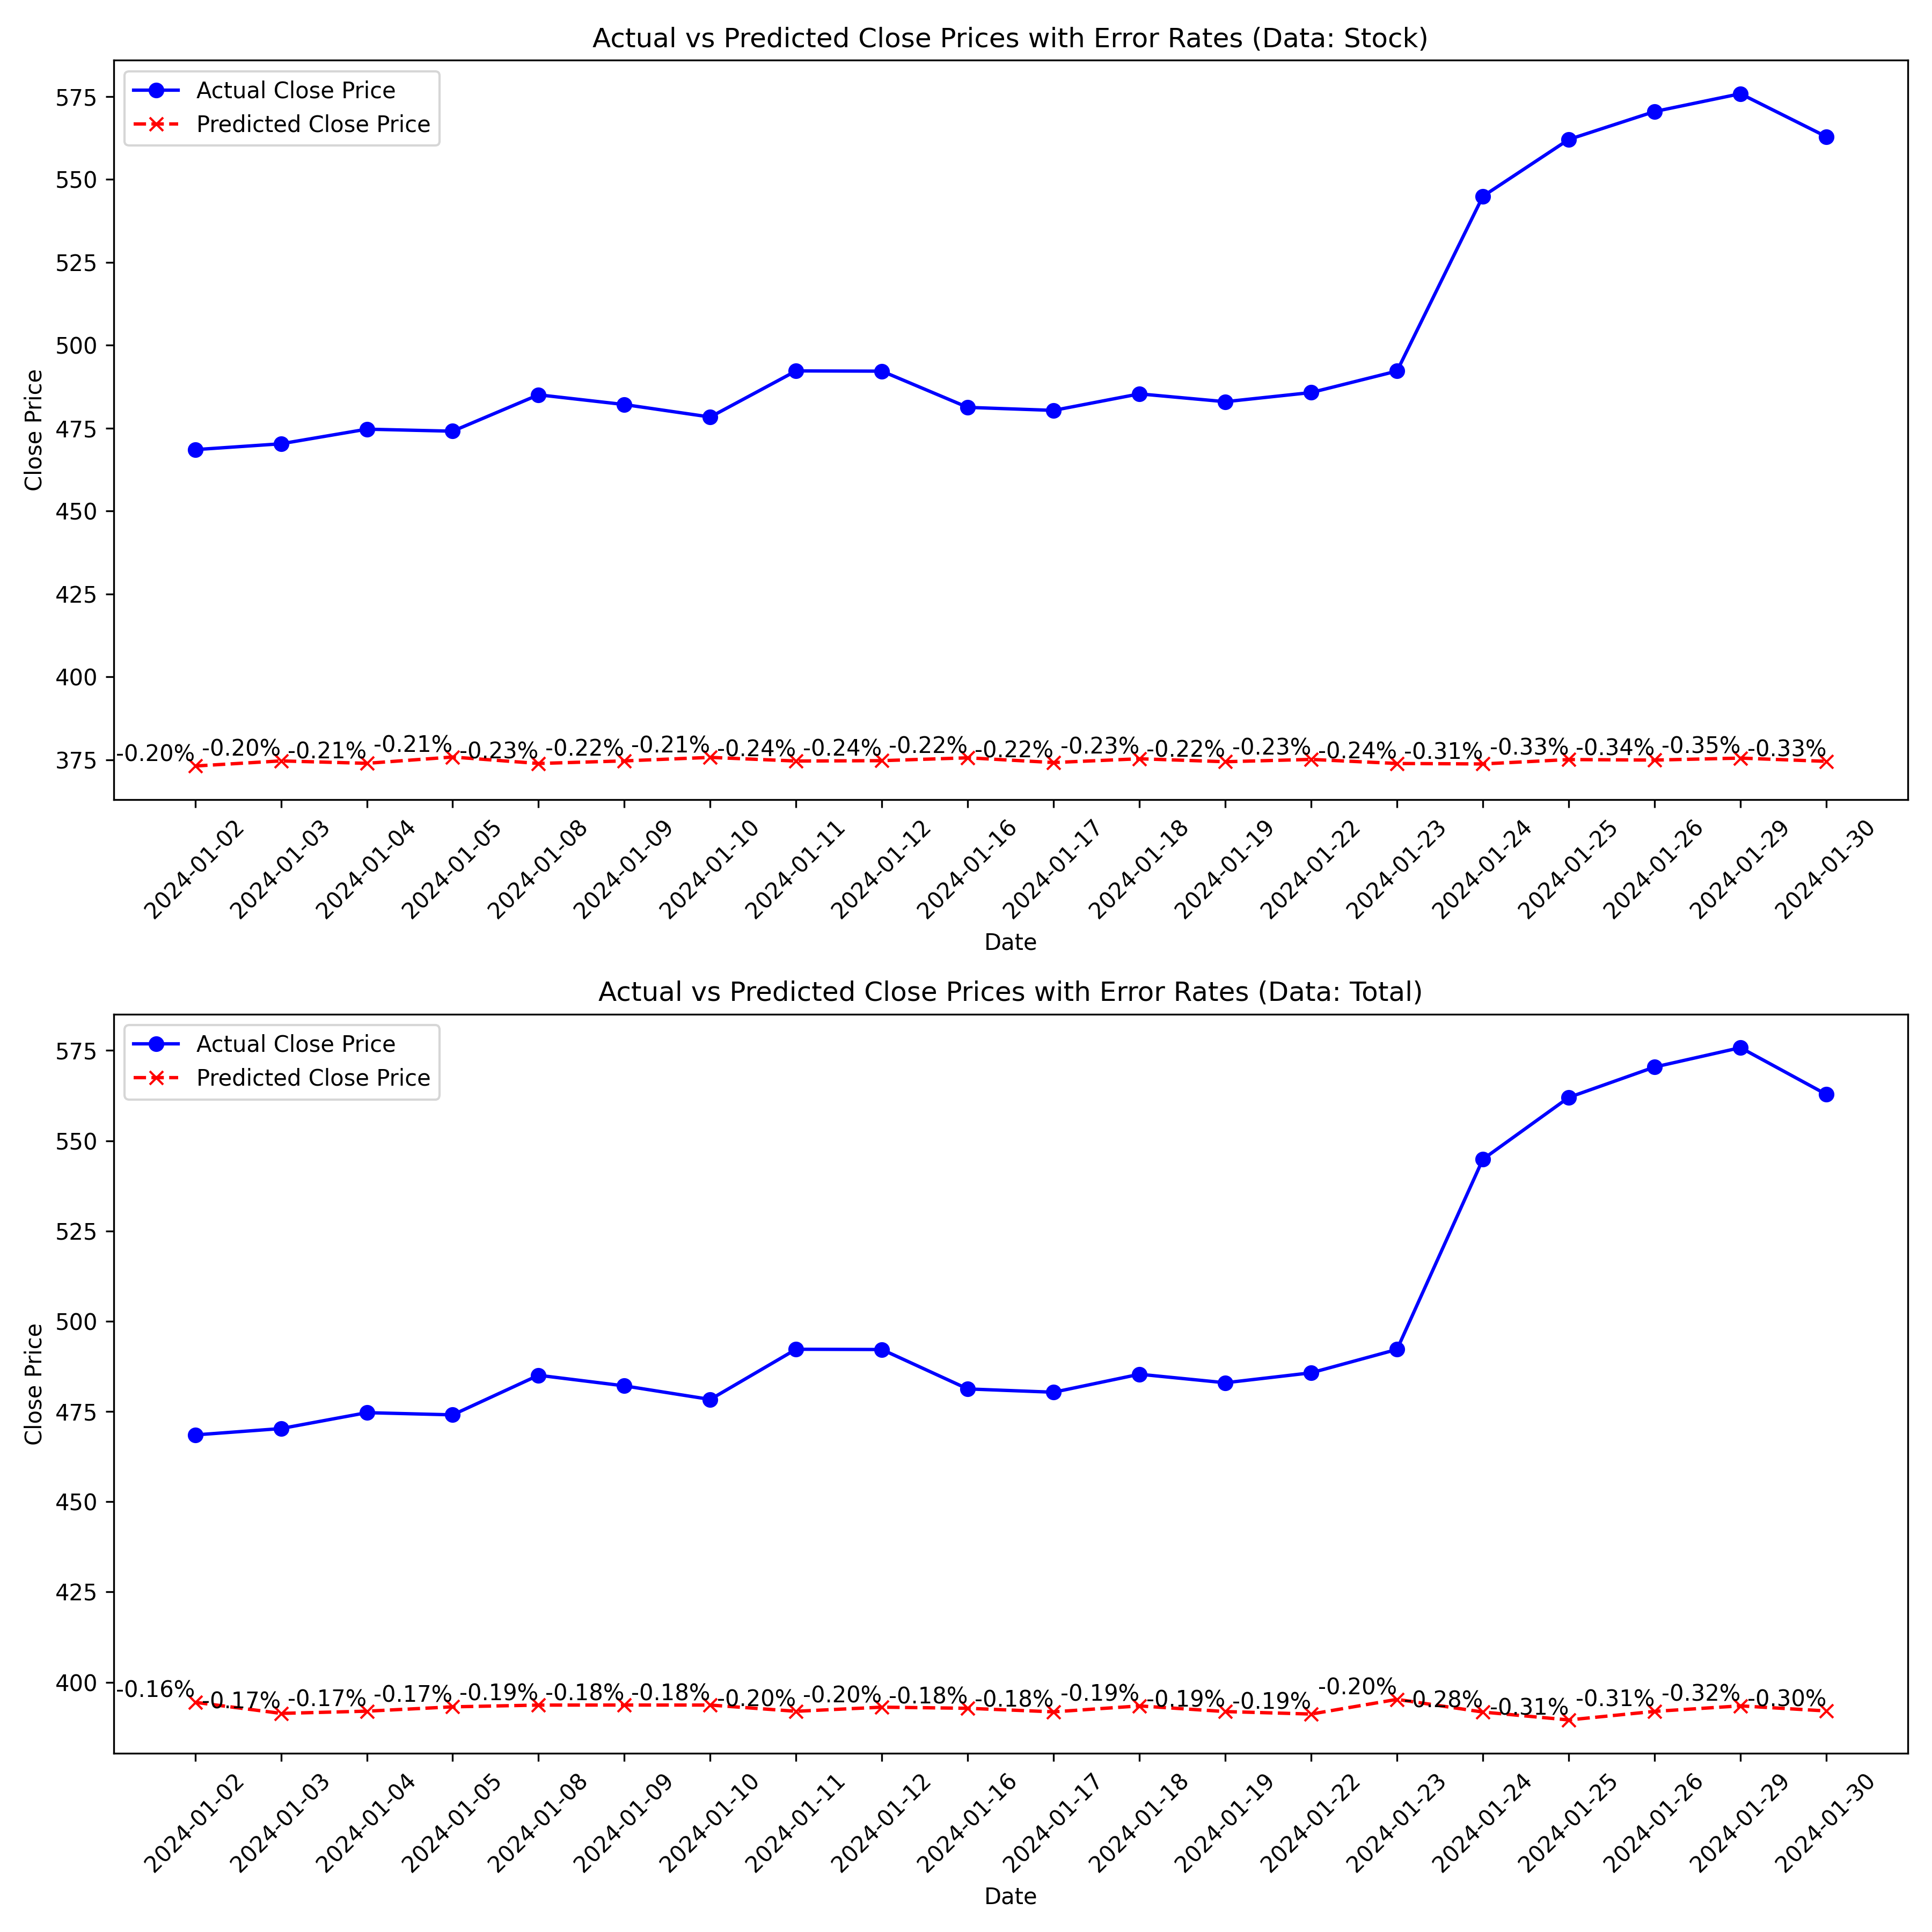 Actual vs Predicted Close Prices with Error Rates (Data: Stock)
Actual Close Price
Predicted Close Price
Close Price
575
550
525
500
475
450
425
400
375
-0.20% -0.20% -0.21% -0.21% -0.23% -0.22% -0.21% -0.24% -0.24% -0.22% -0.22% -0.23% -0.22% -0.23% -0.24% -0.31% -0.33% -0.34% -0.35% -0.33%
2024-01-02 2024-01-03 2024-01-04 2024-01-05 2024-01-08 2024-01-09 2024-01-10 2024-01-11 2024-01-12 2024-01-16 2024-01-17 2024-01-18 2024-01-19 2024-01-22 2024-01-23 2024-01-24 2024-01-25 2024-01-26 2024-01-29 2024-01-30
Date
Actual vs Predicted Close Prices with Error Rates (Data: Total)
Actual Close Price
Predicted Close Price
Close Price
575
550
525
500
475
450
425
400
-0.16% -0.17% -0.17% -0.17% -0.19% -0.18% -0.18% -0.20% -0.20% -0.18% -0.18% -0.19% -0.19% -0.19% -0.20% -0.28% -0.31% -0.31% -0.32% -0.30%
2024-01-02 2024-01-03 2024-01-04 2024-01-05 2024-01-08 2024-01-09 2024-01-10 2024-01-11 2024-01-12 2024-01-16 2024-01-17 2024-01-18 2024-01-19 2024-01-22 2024-01-23 2024-01-24 2024-01-25 2024-01-26 2024-01-29 2024-01-30
Date